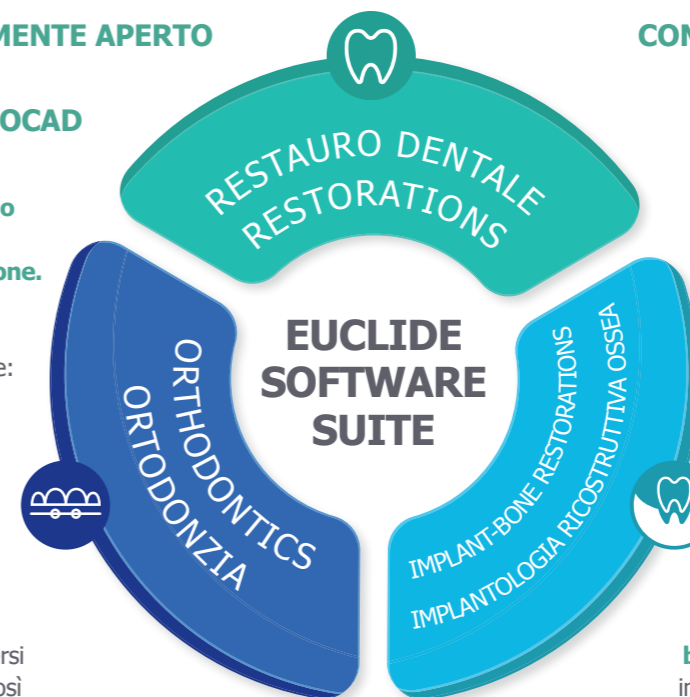 MENTE APERTO
OCAD
o
one.
e:
rsi
osì
CON
b
in
RESTAURO DENTALE
RESTORATIONS
EUCLIDE
SOFTWARE
SUITE
ORTHODONTICS
ORTODONZIA
IMPLANT-BONE RESTORATIONS
IMPLANTOLOGIA RICOSTRUTTIVA OSSEA